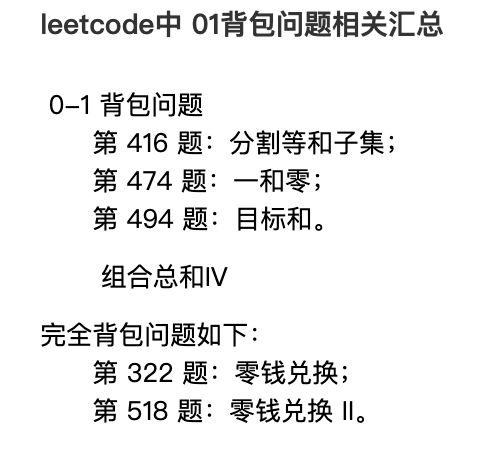 leetcode中 01背包问题相关汇总
0-1 背包问题
第 416 题：分割等和子集；
第 474 题：一和零；
第 494 题：目标和。
组合总和IV
完全背包问题如下：
第 322 题：零钱兑换；
第 518 题：零钱兑换 II。